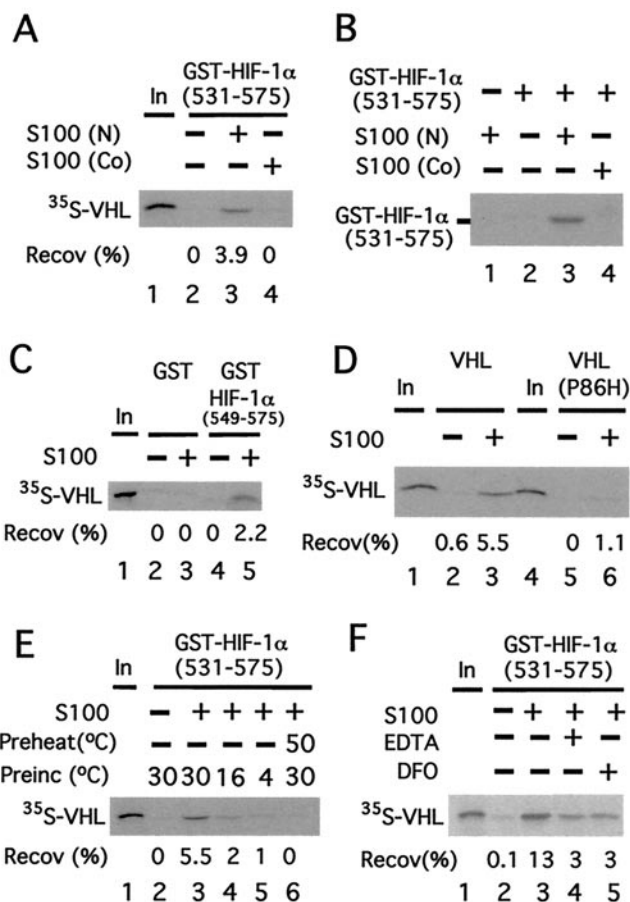 A
GST-HIF-1α
In (531-575)
S100 (N) − + −
S100 (Co) − − +
³⁵S-VHL
Recov (%) 0 3.9 0
1 2 3 4
B
GST-HIF-1α
(531-575) − + + +
S100 (N) + − + −
S100 (Co) − − − +
GST-HIF-1α
(531-575)
1 2 3 4
C
GST GST
HIF-1α
In (549-575)
S100 − + − +
³⁵S-VHL
Recov (%) 0 0 0 2.2
1 2 3 4 5
D
VHL VHL
In In (P86H)
S100 − + − +
³⁵S-VHL
Recov(%) 0.6 5.5 0 1.1
1 2 3 4 5 6
E
GST-HIF-1α
In (531-575)
S100 − + + + +
Preheat(ºC) − − − − 50
Preinc (ºC) 30 30 16 4 30
³⁵S-VHL
Recov (%) 0 5.5 2 1 0
1 2 3 4 5 6
F
GST-HIF-1α
In (531-575)
S100 − + + +
EDTA − − + −
DFO − − − +
³⁵S-VHL
Recov(%) 0.1 13 3 3
1 2 3 4 5